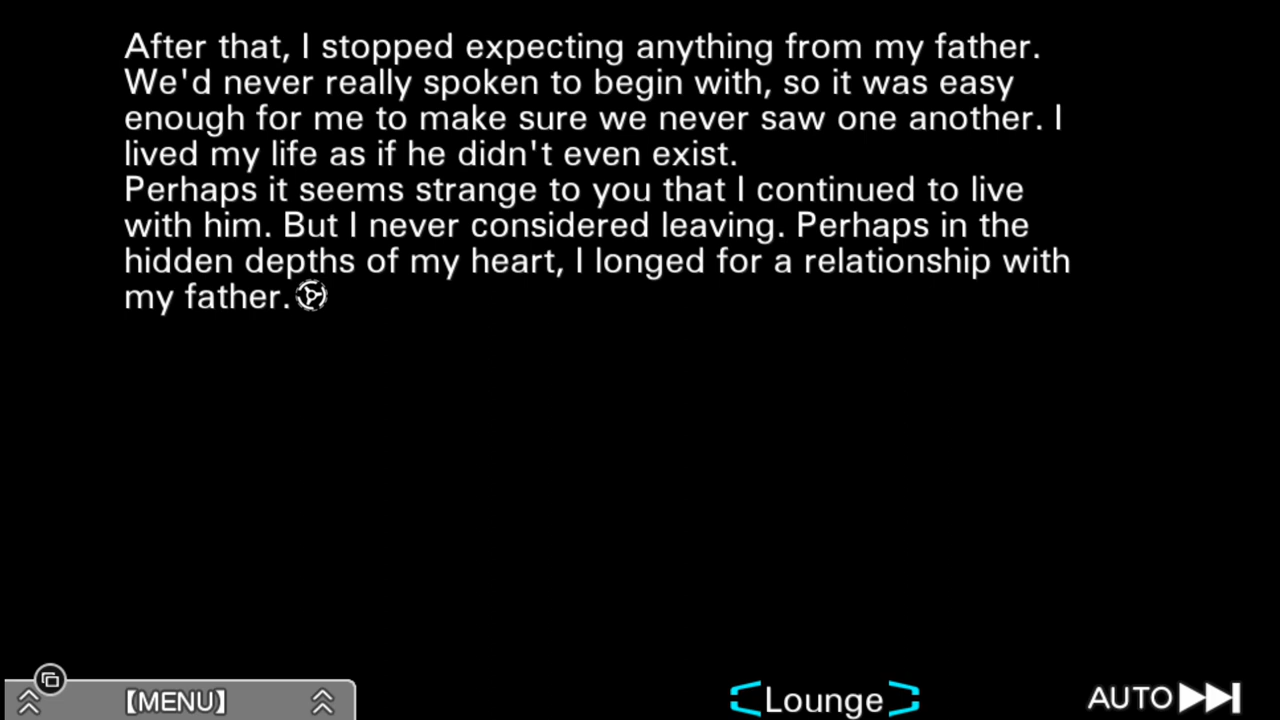 After that, I stopped expecting anything from my father.
We'd never really spoken to begin with, so it was easy
enough for me to make sure we never saw one another. I
lived my life as if he didn't even exist.
Perhaps it seems strange to you that I continued to live
with him. But I never considered leaving. Perhaps in the
hidden depths of my heart, I longed for a relationship with
my father.
【MENU】
Lounge
AUTO